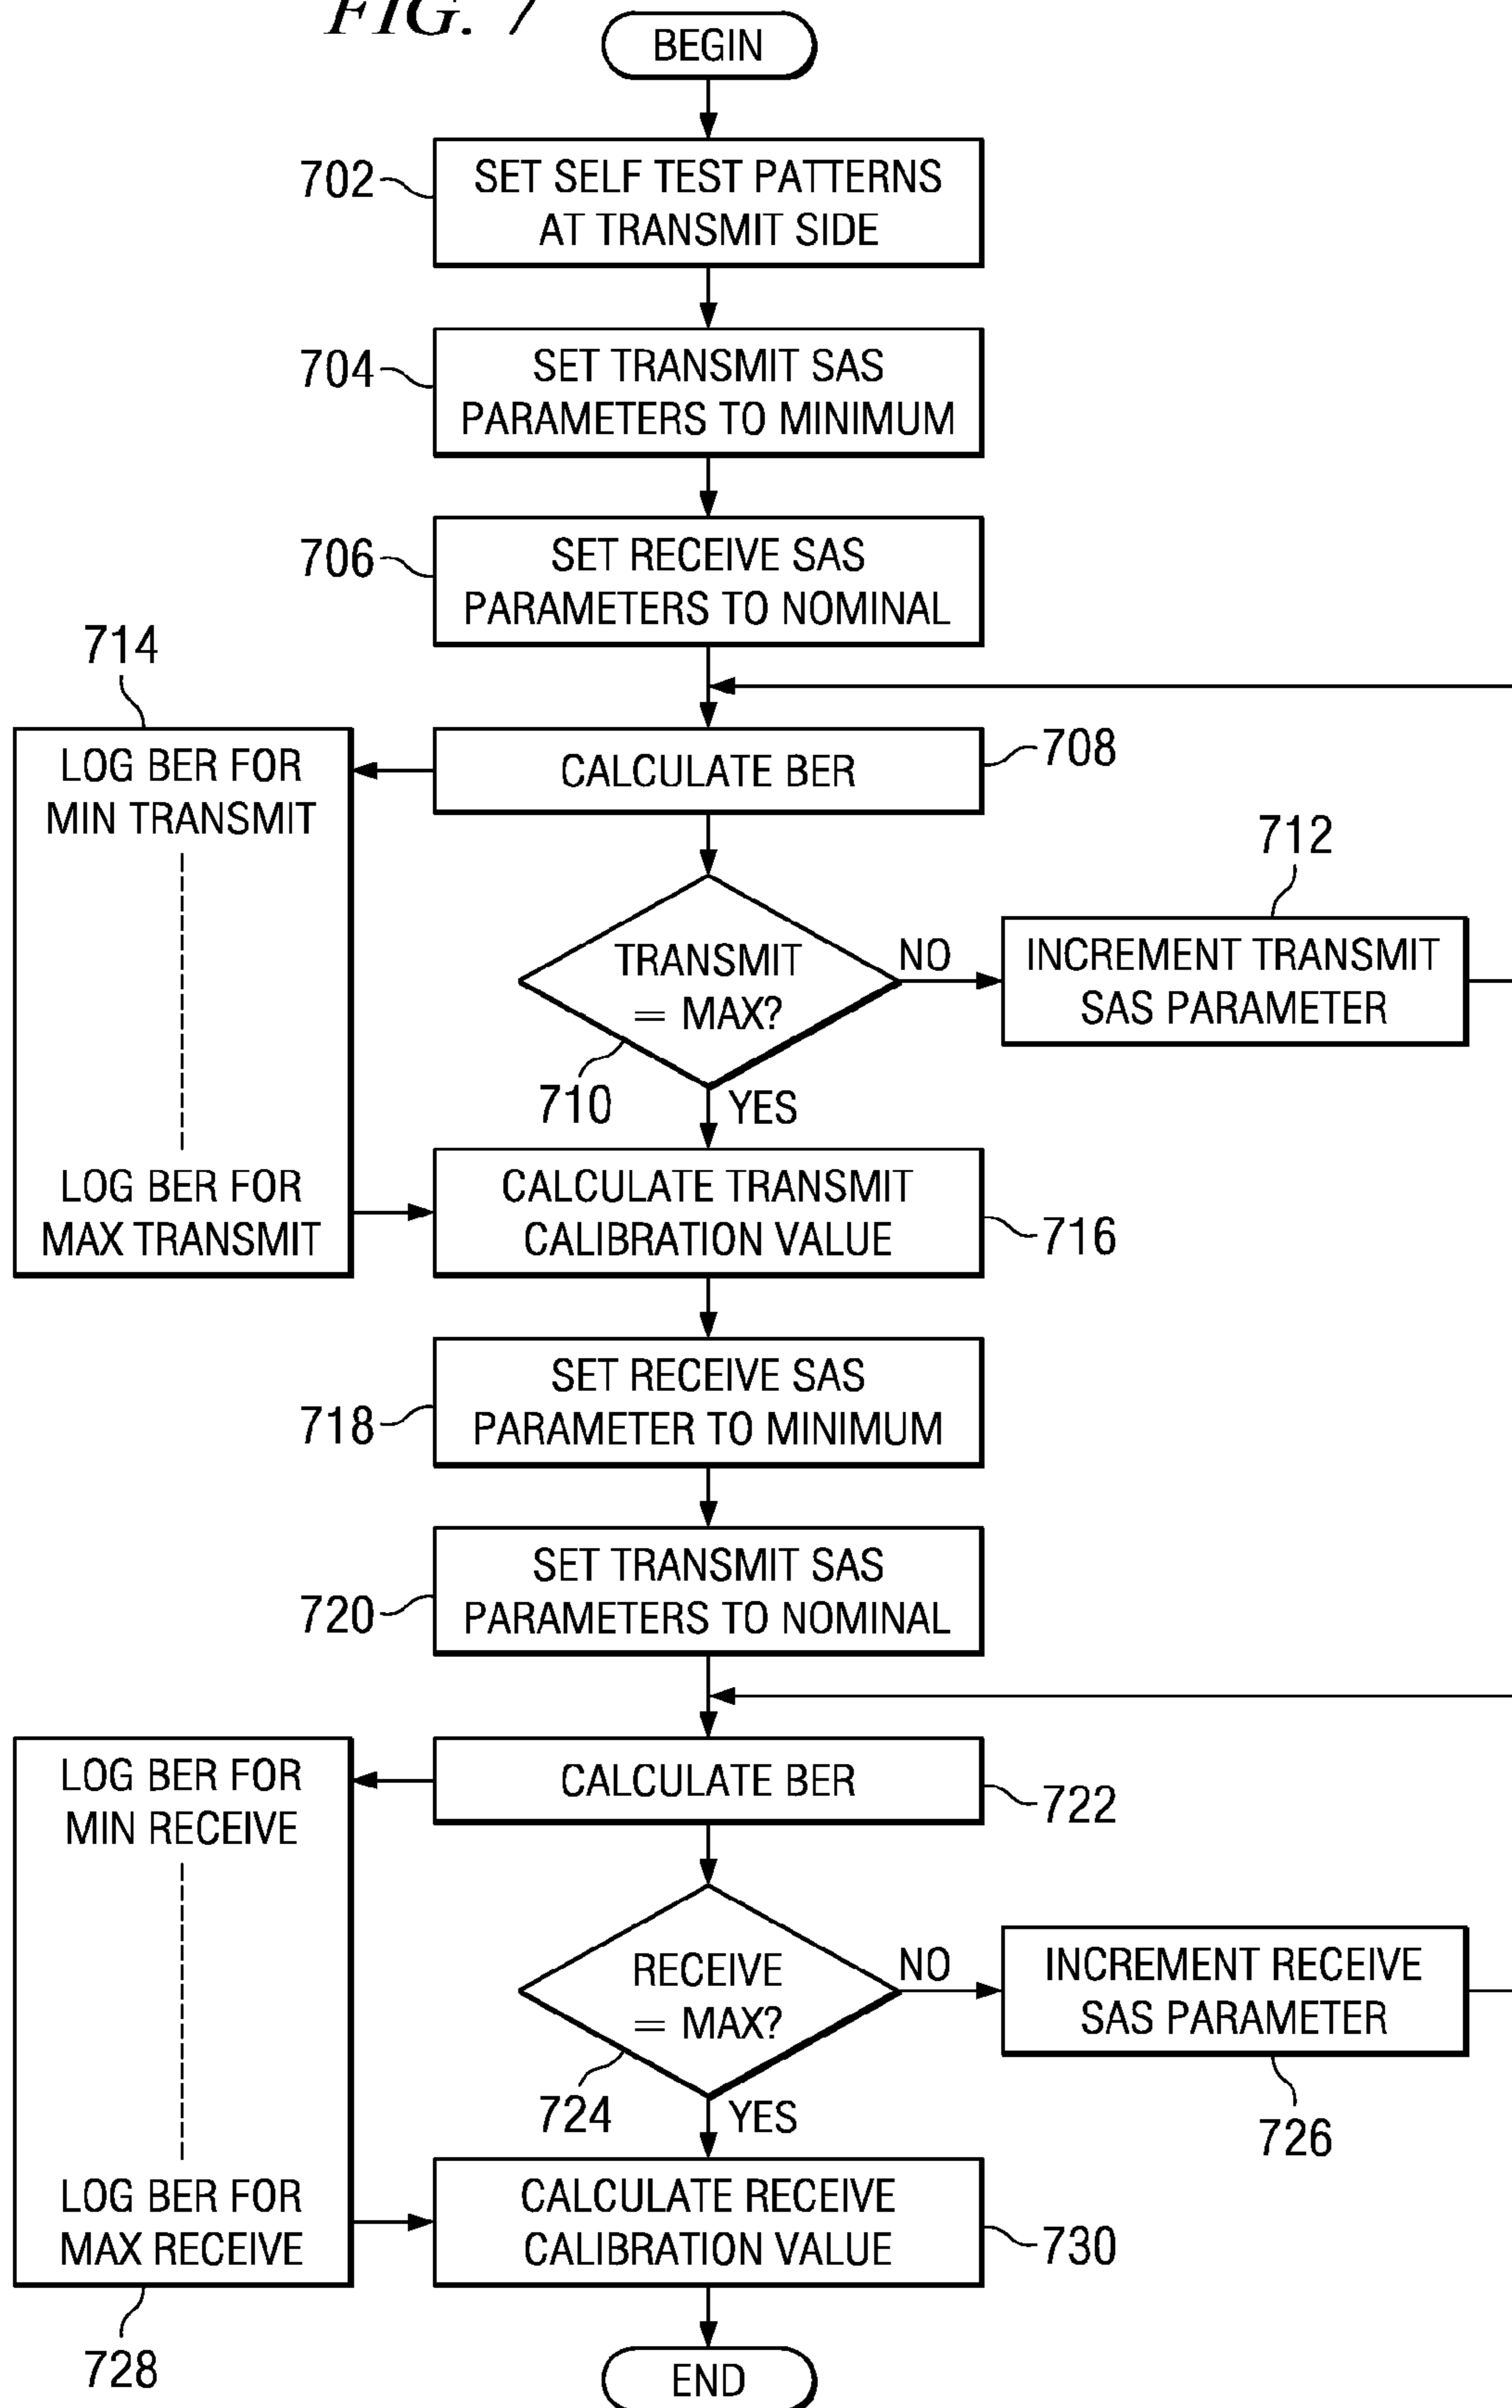 FIG. 7
BEGIN
702
SET SELF TEST PATTERNS
AT TRANSMIT SIDE
704
SET TRANSMIT SAS
PARAMETERS TO MINIMUM
706
SET RECEIVE SAS
PARAMETERS TO NOMINAL
714
LOG BER FOR
MIN TRANSMIT
CALCULATE BER
708
712
TRANSMIT
= MAX?
NO
INCREMENT TRANSMIT
SAS PARAMETER
710
YES
LOG BER FOR
MAX TRANSMIT
CALCULATE TRANSMIT
CALIBRATION VALUE
716
SET RECEIVE SAS
PARAMETER TO MINIMUM
718
SET TRANSMIT SAS
PARAMETERS TO NOMINAL
720
LOG BER FOR
MIN RECEIVE
CALCULATE BER
722
RECEIVE
= MAX?
NO
INCREMENT RECEIVE
SAS PARAMETER
724
YES
726
LOG BER FOR
MAX RECEIVE
CALCULATE RECEIVE
CALIBRATION VALUE
730
728
END